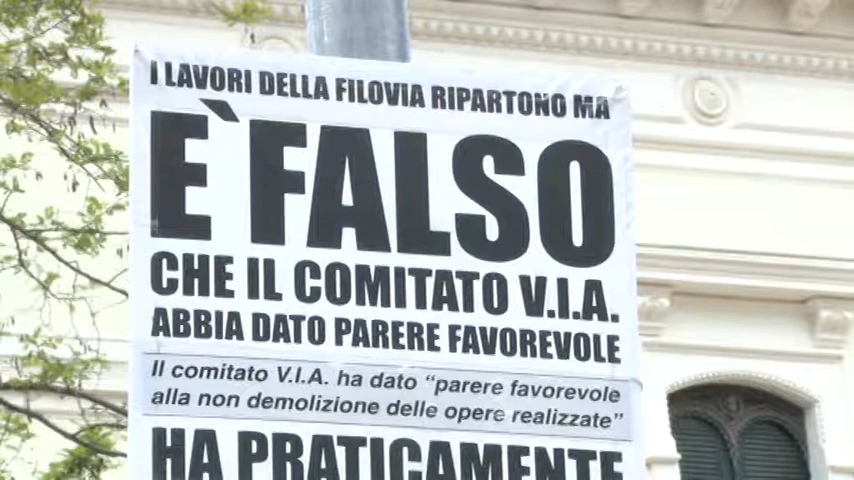 I LAVORI DELLA FILOVIA RIPARTONO MA
È FALSO
CHE IL COMITATO V.I.A.
ABBIA DATO PARERE FAVOREVOLE
Il comitato V.I.A. ha dato “parere favorevole
alla non demolizione delle opere realizzate”
HA PRATICAMENTE